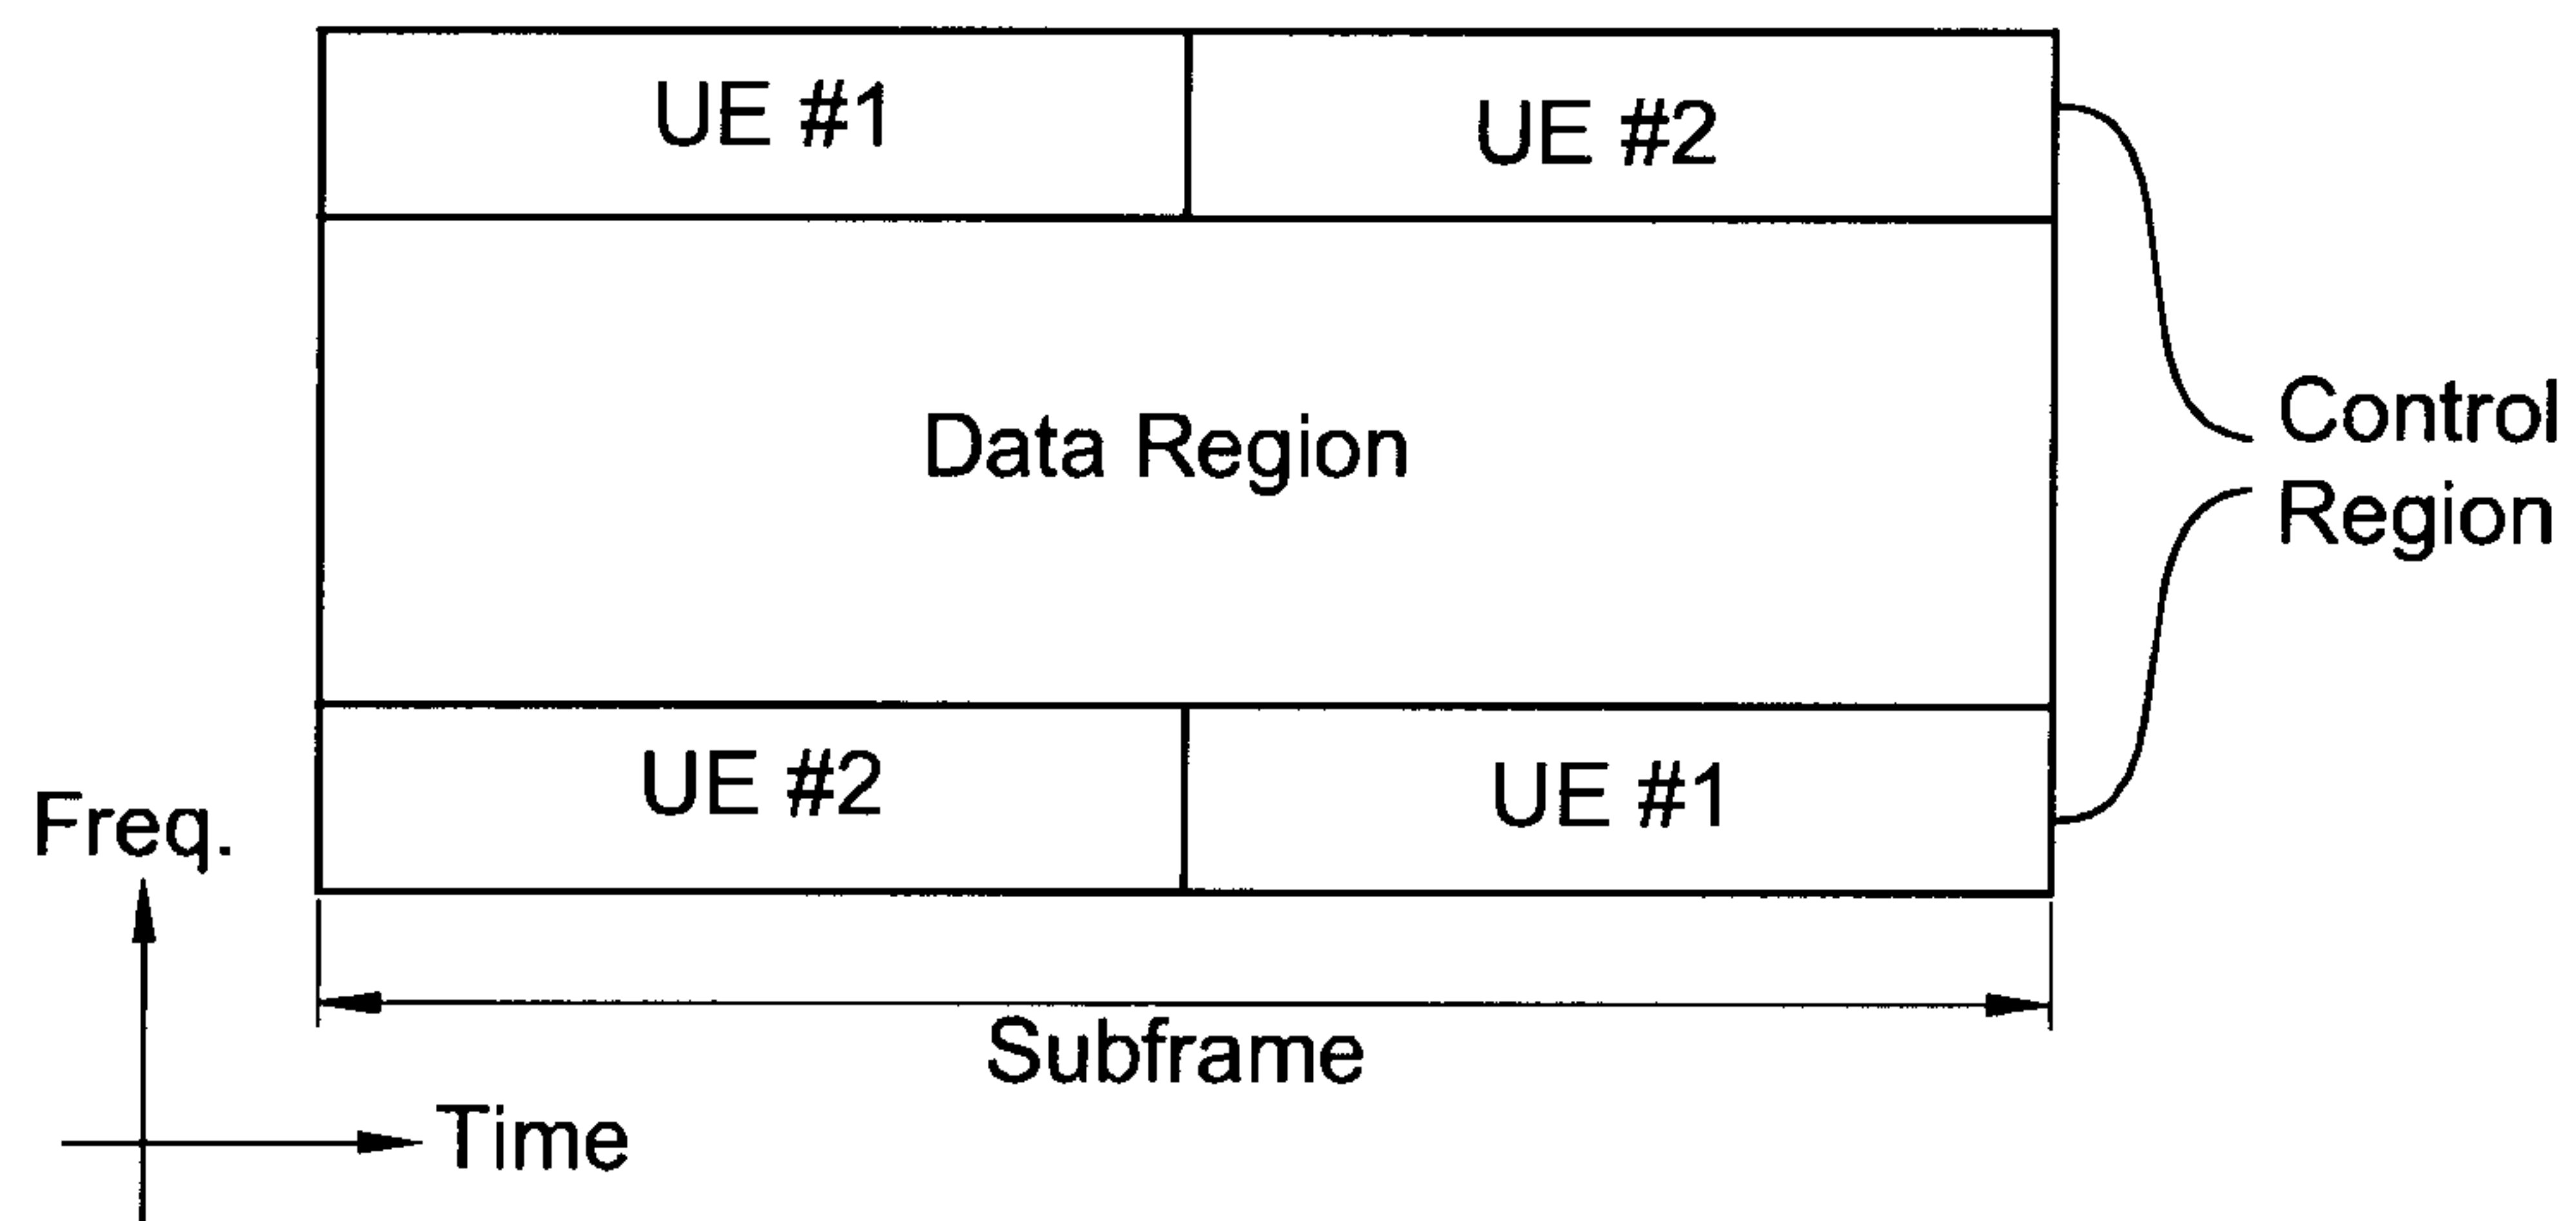 UE #1
UE #2
Data Region
Control
Region
UE #2
UE #1
Freq.
Subframe
Time